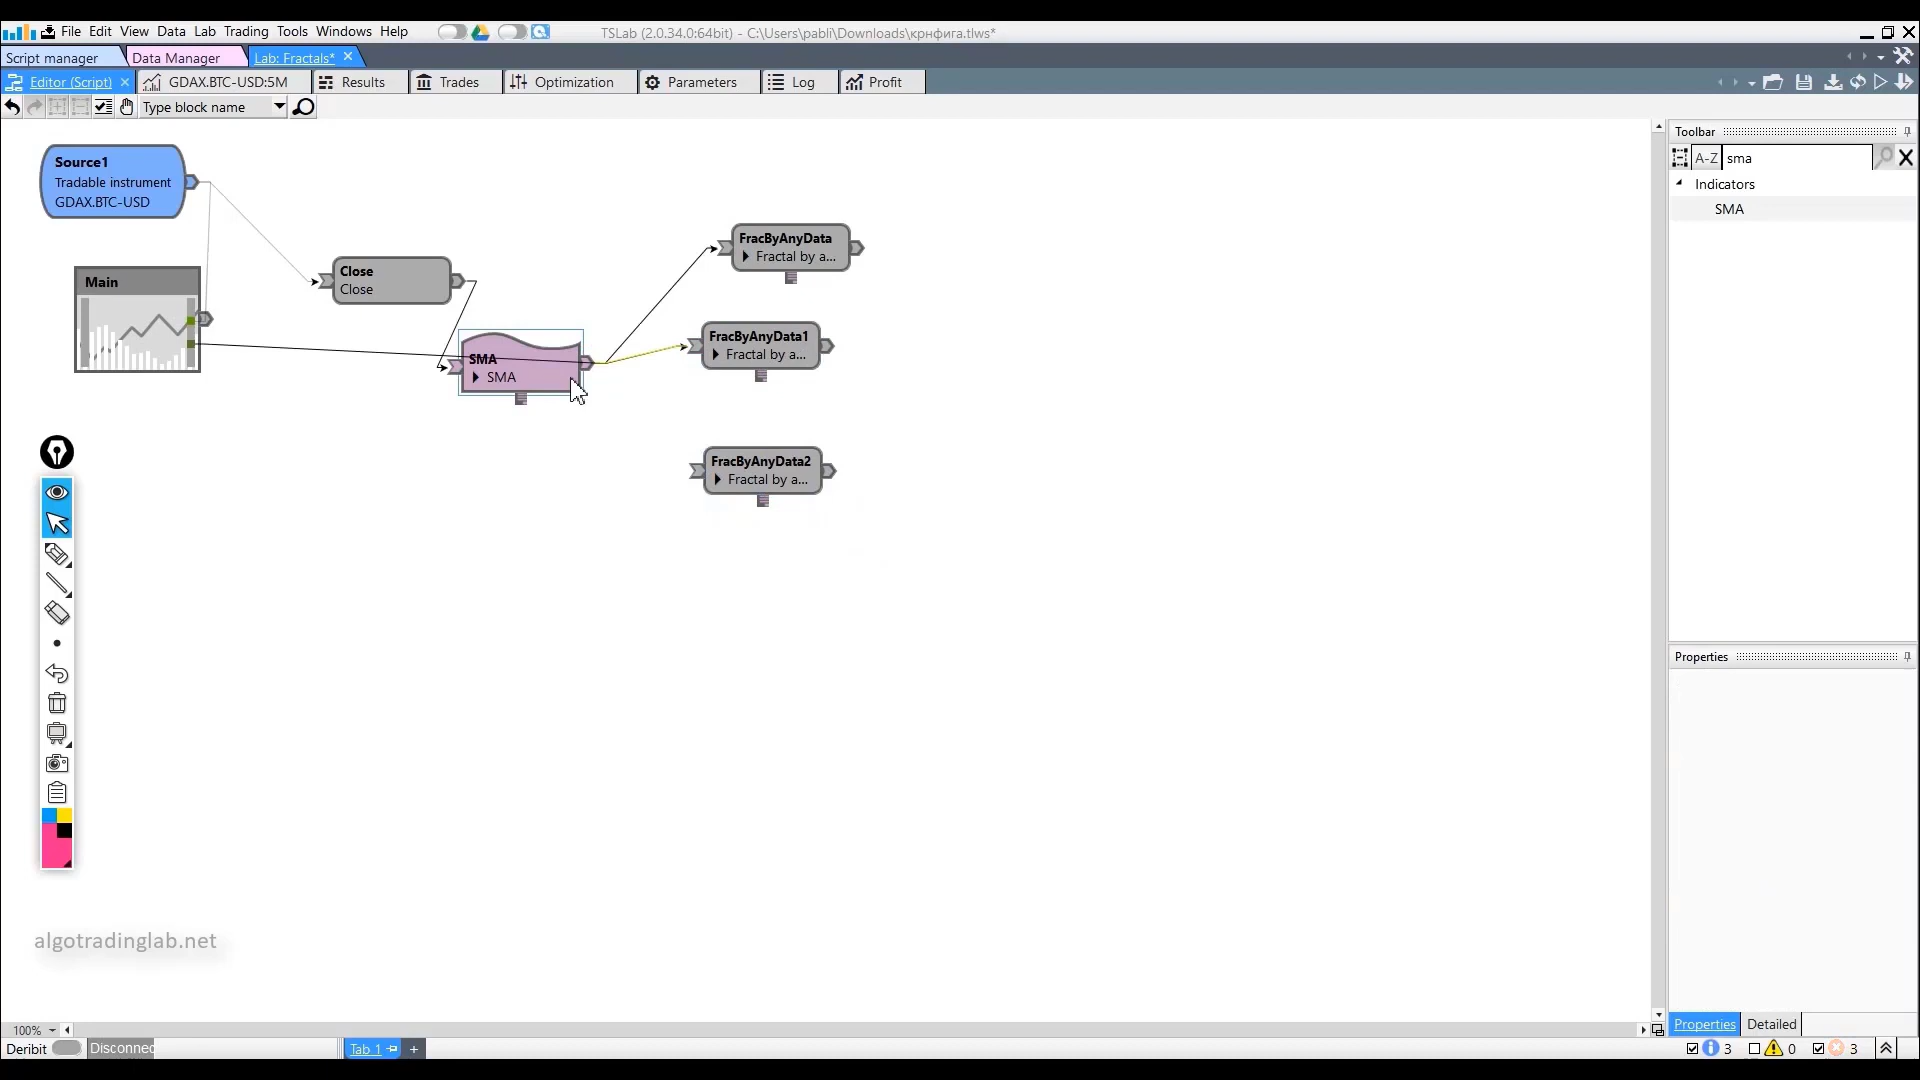 File Edit View Data Lab Trading Tools Windows Help
TSLab (2.0.34.0:64bit) - C:\Users\pabli\Downloads\крнфига.tlws*
Script manager
Data Manager
Lab: Fractals*
Editor (Script)
GDAX.BTC-USD:5M
Results
Trades
Optimization
Parameters
Log
Profit
Type block name
Toolbar
A-Z
sma
Indicators
SMA
Source1
Tradable instrument
GDAX.BTC-USD
Main
Close
Close
SMA
SMA
FracByAnyData
Fractal by a...
FracByAnyData1
Fractal by a...
FracByAnyData2
Fractal by a...
Properties
algotradinglab.net
Properties
Detailed
100%
Deribit
Disconnec
Tab 1
+
3
0
3